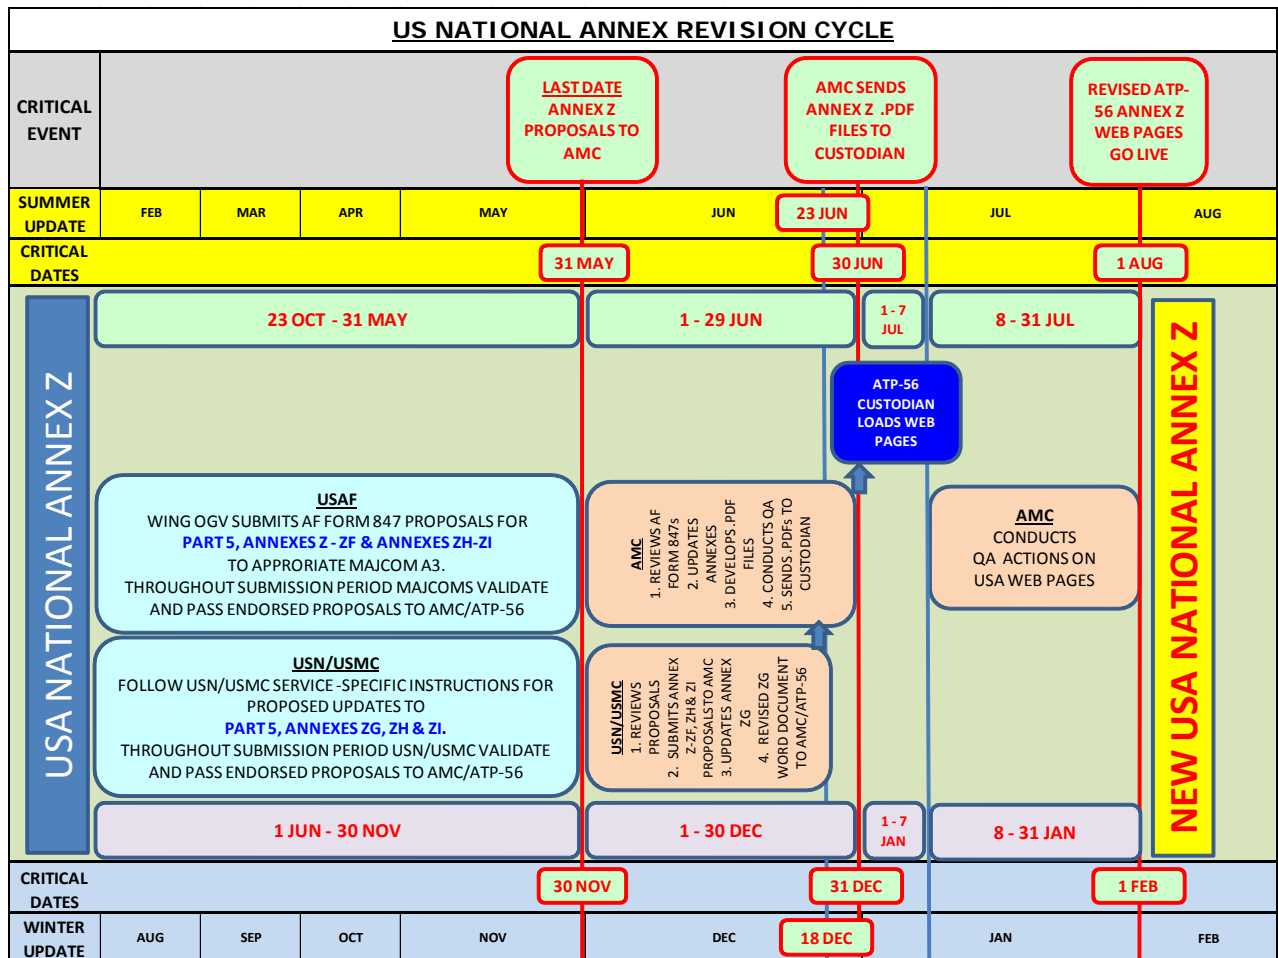 US NATIONAL ANNEX REVISION CYCLE
CRITICAL
EVENT
LAST DATE
ANNEX Z
PROPOSALS TO
AMC
AMC SENDS
ANNEX Z .PDF
FILES TO
CUSTODIAN
REVISED ATP-
56 ANNEX Z
WEB PAGES
GO LIVE
SUMMER
UPDATE
FEB
MAR
APR
MAY
JUN
23 JUN
JUL
AUG
CRITICAL
DATES
31 MAY
30 JUN
1 AUG
USA NATIONAL ANNEX Z
23 OCT - 31 MAY
1 - 29 JUN
1 - 7
JUL
8 - 31 JUL
NEW USA NATIONAL ANNEX Z
ATP-56
CUSTODIAN
LOADS WEB
PAGES
USAF
WING OGV SUBMITS AF FORM 847 PROPOSALS FOR
PART 5, ANNEXES Z - ZF & ANNEXES ZH-ZI
TO APPRORIATE MAJCOM A3.
THROUGHOUT SUBMISSION PERIOD MAJCOMS VALIDATE
AND PASS ENDORSED PROPOSALS TO AMC/ATP-56
AMC
1. REVIEWS AF
FORM 847s
2. UPDATES
ANNEXES
3. DEVELOPS .PDF
FILES
4. CONDUCTS QA
5. SENDS .PDFs TO
CUSTODIAN
AMC
CONDUCTS
QA ACTIONS ON
USA WEB PAGES
USN/USMC
FOLLOW USN/USMC SERVICE -SPECIFIC INSTRUCTIONS FOR
PROPOSED UPDATES TO
PART 5, ANNEXES ZG, ZH & ZI.
THROUGHOUT SUBMISSION PERIOD USN/USMC VALIDATE
AND PASS ENDORSED PROPOSALS TO AMC/ATP-56
USN/USMC
1. REVIEWS
PROPOSALS
2. SUBMITS ANNEX
Z-ZF, ZH & ZI
PROPOSALS TO AMC
3. UPDATES ANNEX
ZG
4. REVISED ZG
WORD DOCUMENT
TO AMC/ATP-56
1 JUN - 30 NOV
1 - 30 DEC
1 - 7
JAN
8 - 31 JAN
CRITICAL
DATES
30 NOV
31 DEC
1 FEB
WINTER
UPDATE
AUG
SEP
OCT
NOV
DEC
18 DEC
JAN
FEB